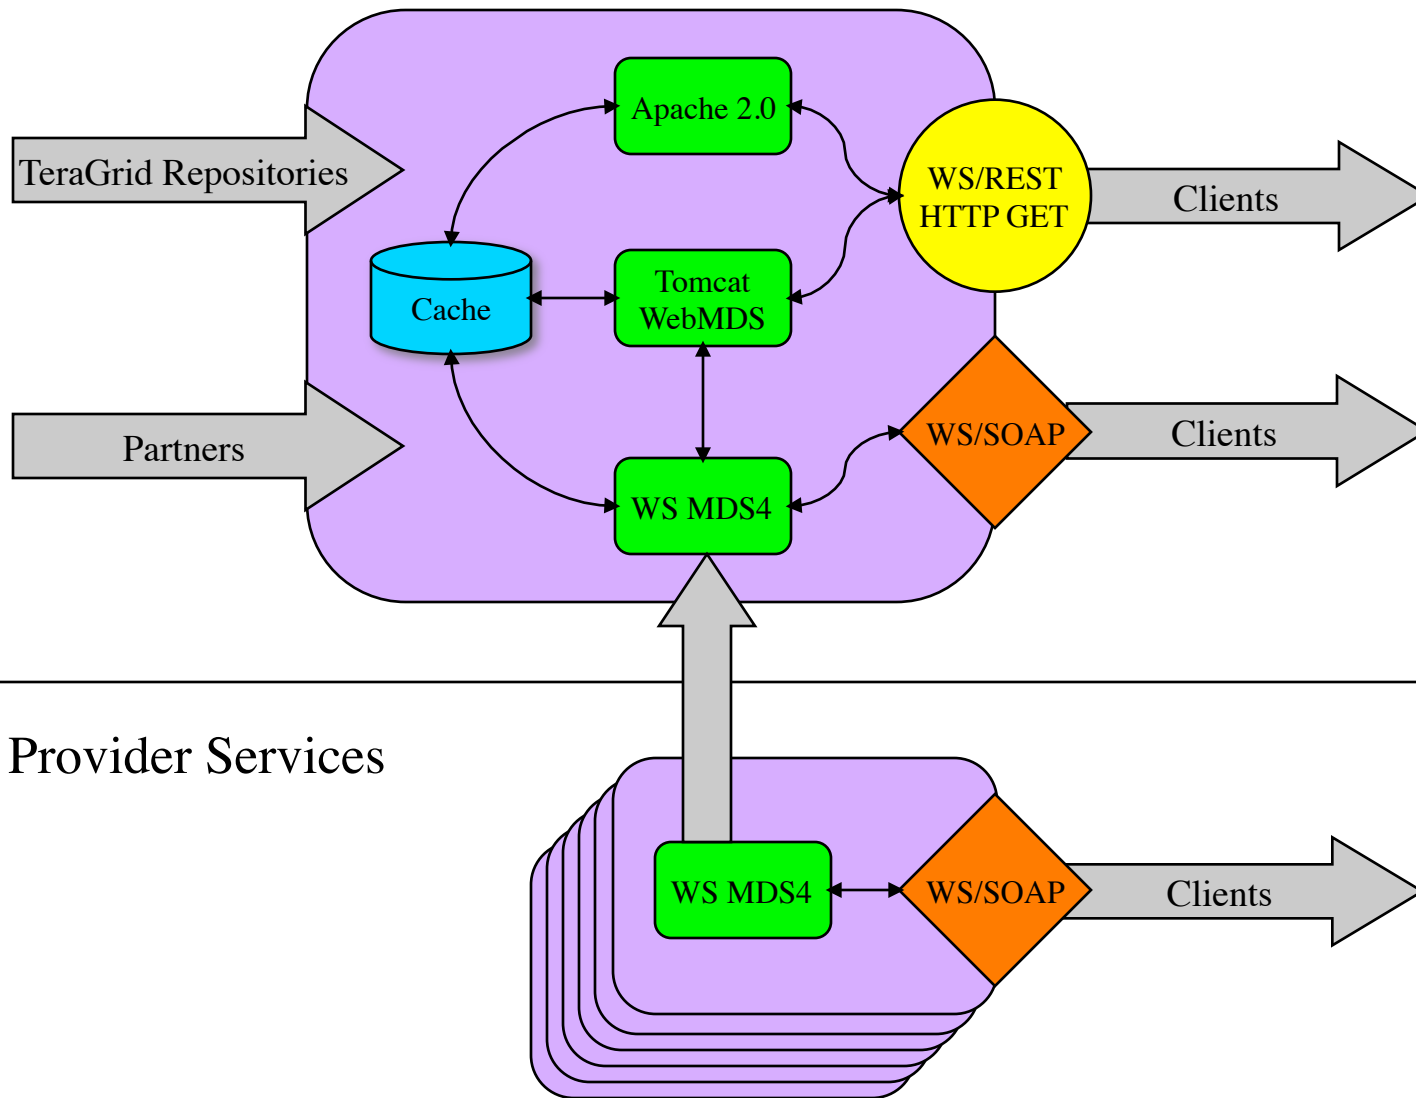 Apache 2.0
TeraGrid Repositories
WS/REST
HTTP GET
Clients
Tomcat
WebMDS
Cache
Partners
WS/SOAP
Clients
WS MDS4
Provider Services
WS MDS4
WS/SOAP
Clients